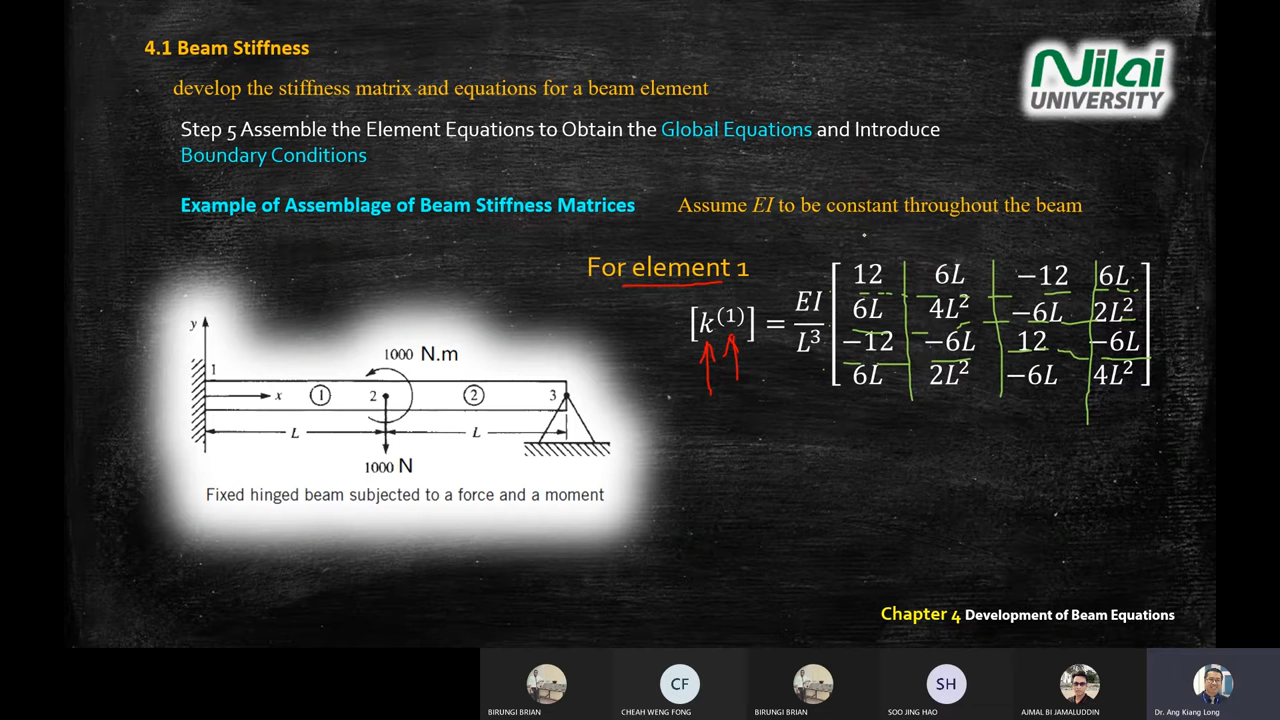 4.1 Beam Stiffness
Nilai
UNIVERSITY
develop the stiffness matrix and equations for a beam element
Step 5 Assemble the Element Equations to Obtain the Global Equations and Introduce
Boundary Conditions
Example of Assemblage of Beam Stiffness Matrices
Assume EI to be constant throughout the beam
For element 1
[k^(1)] = EI/L³
12 6L −12 6L
6L 4L² −6L 2L²
−12 −6L 12 −6L
6L 2L² −6L 4L²
y
1
1000 N.m
① x 2 ② 3
L L
1000 N
Fixed hinged beam subjected to a force and a moment
Chapter 4 Development of Beam Equations
CF SH
BIRUNGI BRIAN CHEAH WENG FONG BIRUNGI BRIAN SOO JING HAO AJMAL BI JAMALUDDIN Dr. Ang Kiang Long